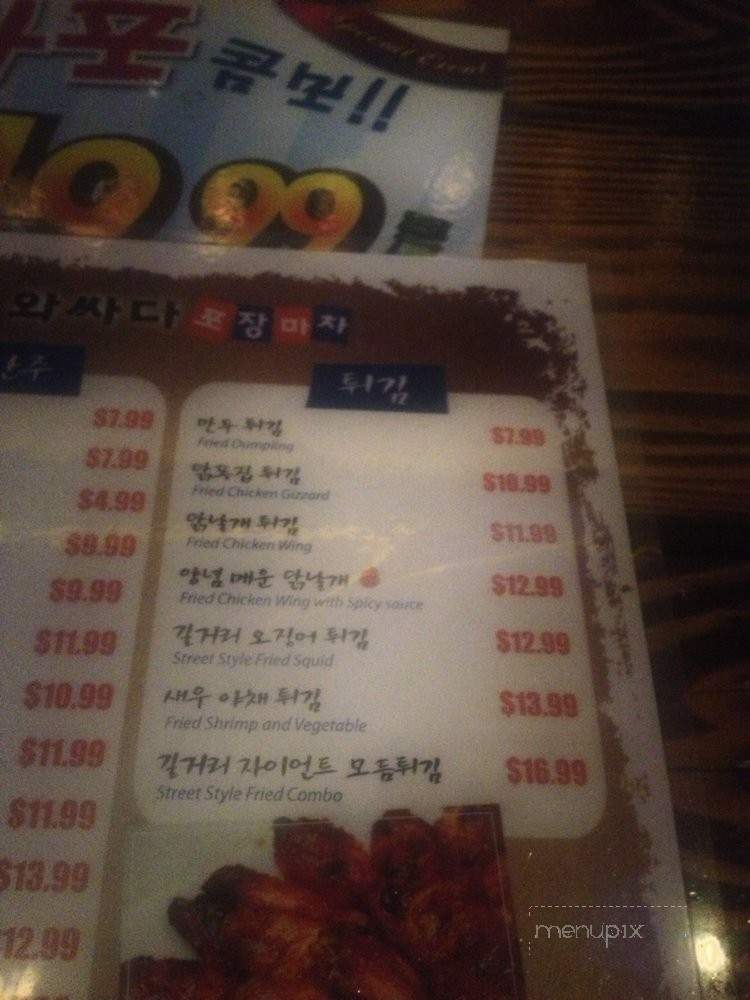 콤
9.99
와싸다 포장마차
안주
$7.99
$7.99
$4.99
$8.99
$9.99
$11.99
$10.99
$11.99
$11.99
$13.99
$12.99
튀김
만두 튀김 $7.99
Fried Dumpling
닭똥집 튀김 $10.99
Fried Chicken Gizzard
닭날개 튀김 $11.99
Fried Chicken Wing
양념 매운 닭날개 $12.99
Fried Chicken Wing with Spicy sauce
길거리 오징어 튀김 $12.99
Street Style Fried Squid
새우 야채 튀김 $13.99
Fried Shrimp and Vegetable
길거리 자이언트 모듬튀김 $16.99
Street Style Fried Combo
menupix